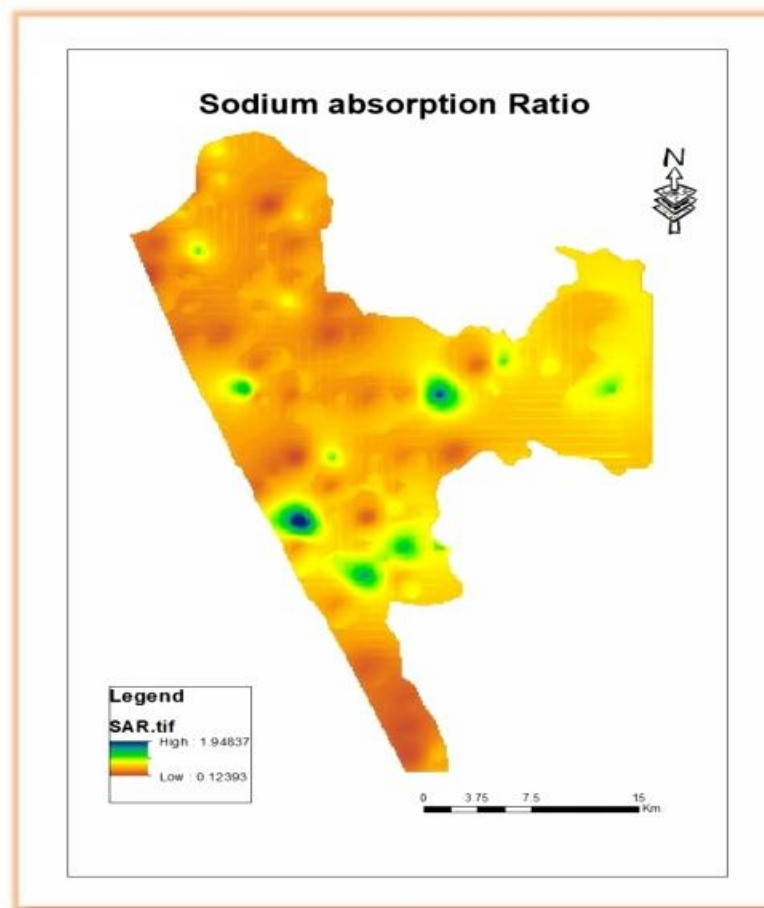 Sodium absorption Ratio
N
Legend
SAR.tif
High : 1.94837
Low : 0.12393
0 3.75 7.5 15
Km